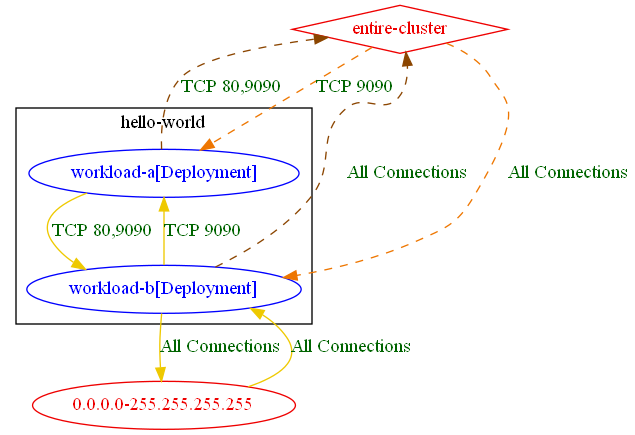 entire-cluster
TCP 80,9090
TCP 9090
hello-world
workload-a[Deployment]
All Connections
All Connections
TCP 80,9090
TCP 9090
workload-b[Deployment]
All Connections
All Connections
0.0.0.0-255.255.255.255